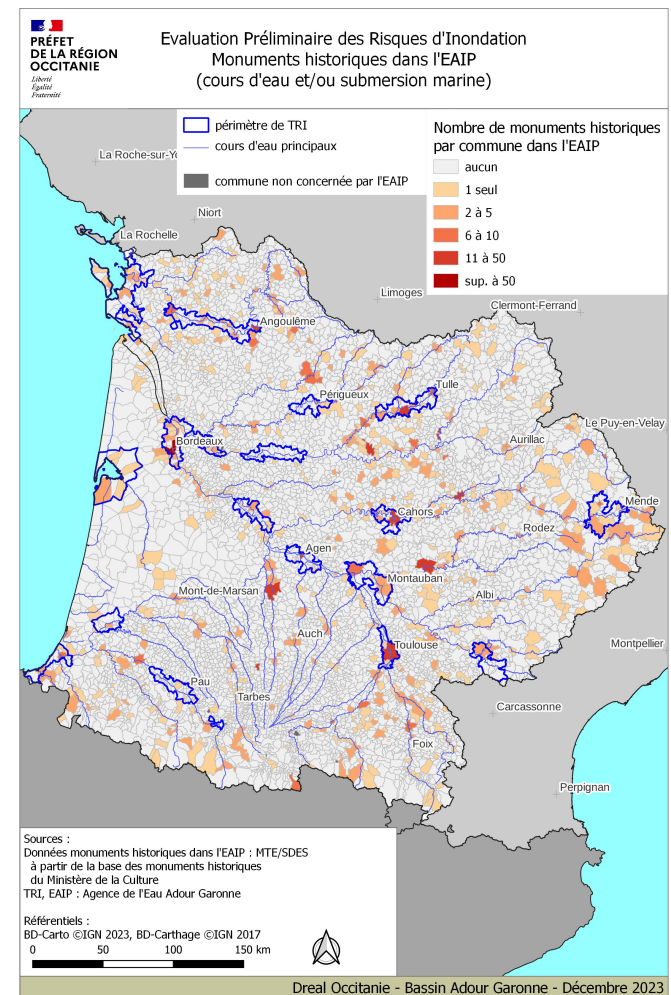 PRÉFET
DE LA RÉGION
OCCITANIE
Liberté
Égalité
Fraternité
Evaluation Préliminaire des Risques d'Inondation
Monuments historiques dans l'EAIP
(cours d'eau et/ou submersion marine)
périmètre de TRI
cours d'eau principaux
commune non concernée par l'EAIP
Nombre de monuments historiques
par commune dans l'EAIP
aucun
1 seul
2 à 5
6 à 10
11 à 50
sup. à 50
La Roche-sur-Yo
Niort
La Rochelle
Limoges
Clermont-Ferrand
Angoulême
Périgueux
Tulle
Le Puy-en-Velay
Bordeaux
Aurillac
Mende
Cahors
Rodez
Agen
Montauban
Mont-de-Marsan
Albi
Auch
Toulouse
Montpellier
Pau
Tarbes
Carcassonne
Foix
Perpignan
Sources :
Données monuments historiques dans l'EAIP : MTE/SDES
à partir de la base des monuments historiques
du Ministère de la Culture
TRI, EAIP : Agence de l'Eau Adour Garonne
Référentiels :
BD-Carto ©IGN 2023, BD-Carthage ©IGN 2017
0 50 100 150 km
Dreal Occitanie - Bassin Adour Garonne - Décembre 2023